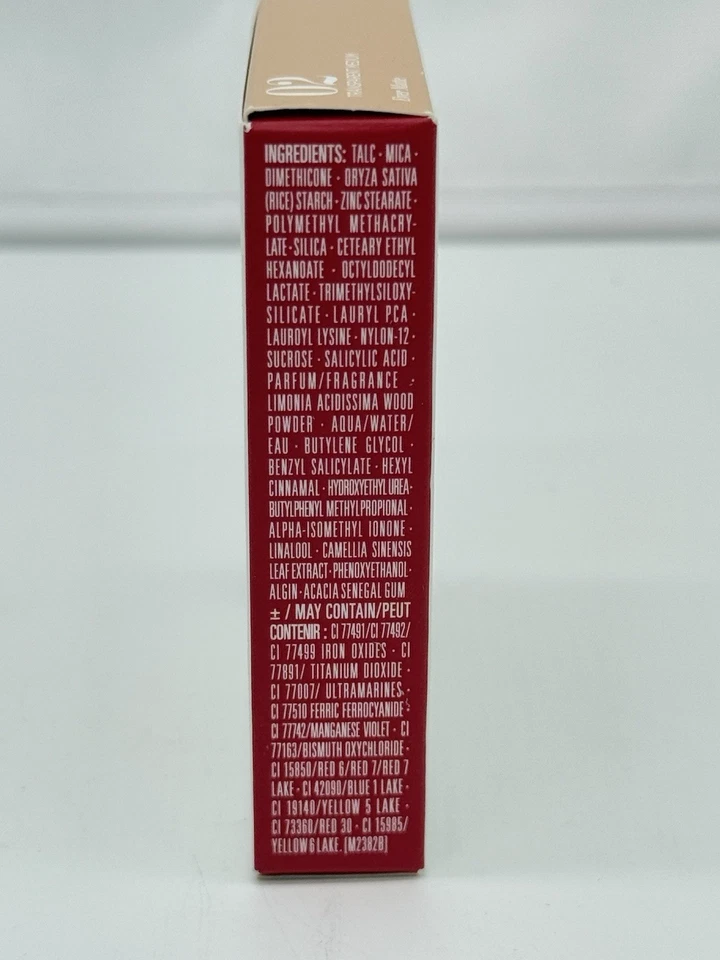 02
TRANSPARENT MEDIUM
Ever Matte
INGREDIENTS: TALC · MICA ·
DIMETHICONE · ORYZA SATIVA
(RICE) STARCH · ZINC STEARATE ·
POLYMETHYL METHACRY-
LATE · SILICA · CETEARY ETHYL
HEXANOATE · OCTYLDODECYL
LACTATE · TRIMETHYLSILOXY-
SILICATE · LAURYL PCA ·
LAUROYL LYSINE · NYLON-12 ·
SUCROSE · SALICYLIC ACID ·
PARFUM/FRAGRANCE ·
LIMONIA ACIDISSIMA WOOD
POWDER · AQUA/WATER/
EAU · BUTYLENE GLYCOL ·
BENZYL SALICYLATE · HEXYL
CINNAMAL · HYDROXYETHYL UREA ·
BUTYLPHENYL METHYLPROPIONAL ·
ALPHA-ISOMETHYL IONONE ·
LINALOOL · CAMELLIA SINENSIS
LEAF EXTRACT · PHENOXYETHANOL ·
ALGIN · ACACIA SENEGAL GUM
± / MAY CONTAIN/PEUT
CONTENIR : CI 77491/CI 77492/
CI 77499 IRON OXIDES · CI
77891/ TITANIUM DIOXIDE ·
CI 77007/ ULTRAMARINES ·
CI 77510 FERRIC FERROCYANIDE ·
CI 77742/MANGANESE VIOLET · CI
77163/BISMUTH OXYCHLORIDE ·
CI 15850/RED 6/RED 7/RED 7
LAKE · CI 42090/BLUE 1 LAKE ·
CI 19140/YELLOW 5 LAKE ·
CI 73360/RED 30 · CI 15985/
YELLOW 6 LAKE. [M2382B]